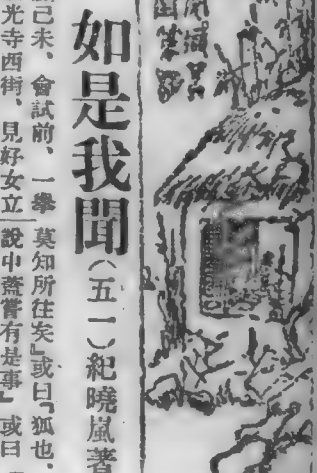 如是我聞(五一)紀曉嵐著
己未、會試前、一舉
光寺西街、見好女立
莫知所往矣』或曰『狐也、
說中蓋嘗有是事』或曰